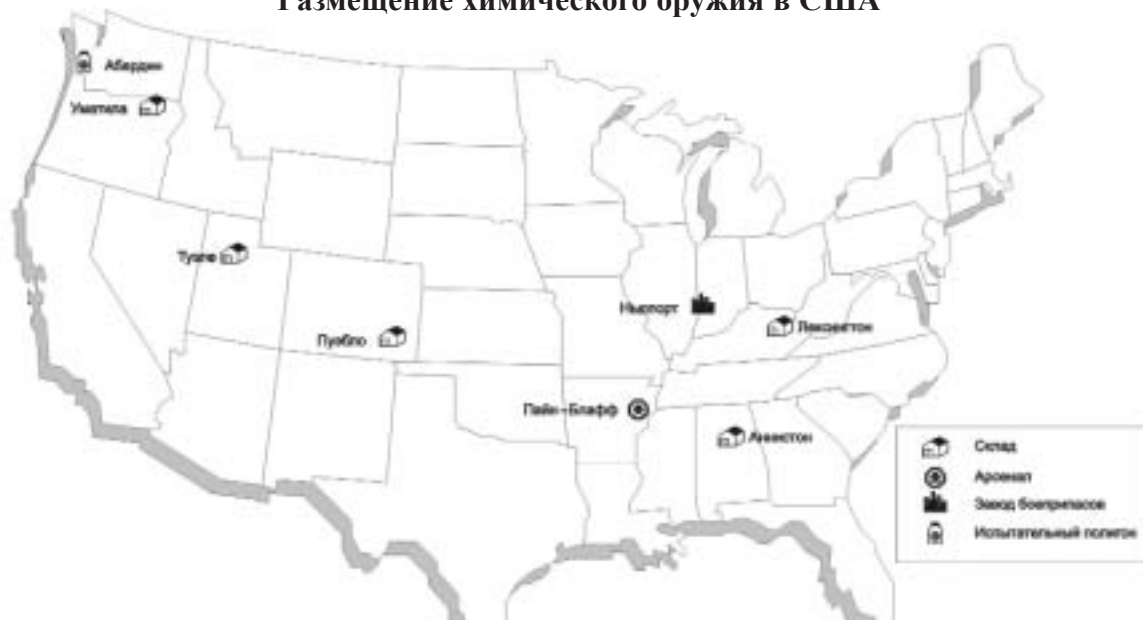 Размещение химического оружия в США
Абердин
Уматила
Туэле
Пуэбло
Ньюпорт
Лексингтон
Пайн-Блафф
Аннистон
Склад
Арсенал
Завод боеприпасов
Испытательный полигон